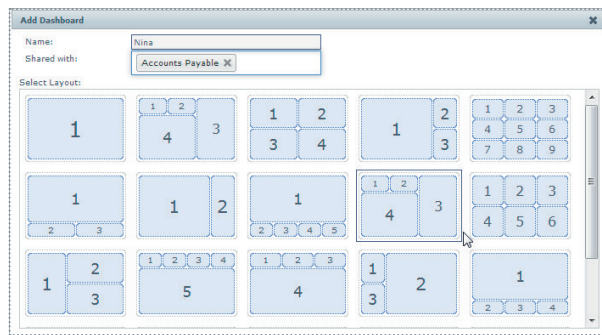 Add Dashboard
Name: Nina
Shared with: Accounts Payable
Select Layout:
1 1 2 1 2 1 2 1 2 3
4 3 3 4 3 4 5 6
7 8 9
1 1 2 1 1 2 1 2 3
2 3 2 3 4 5 4 3 4 5 6
1 2 1 2 3 4 1 2 3 1 2 1
3 5 4 3 2 3 4